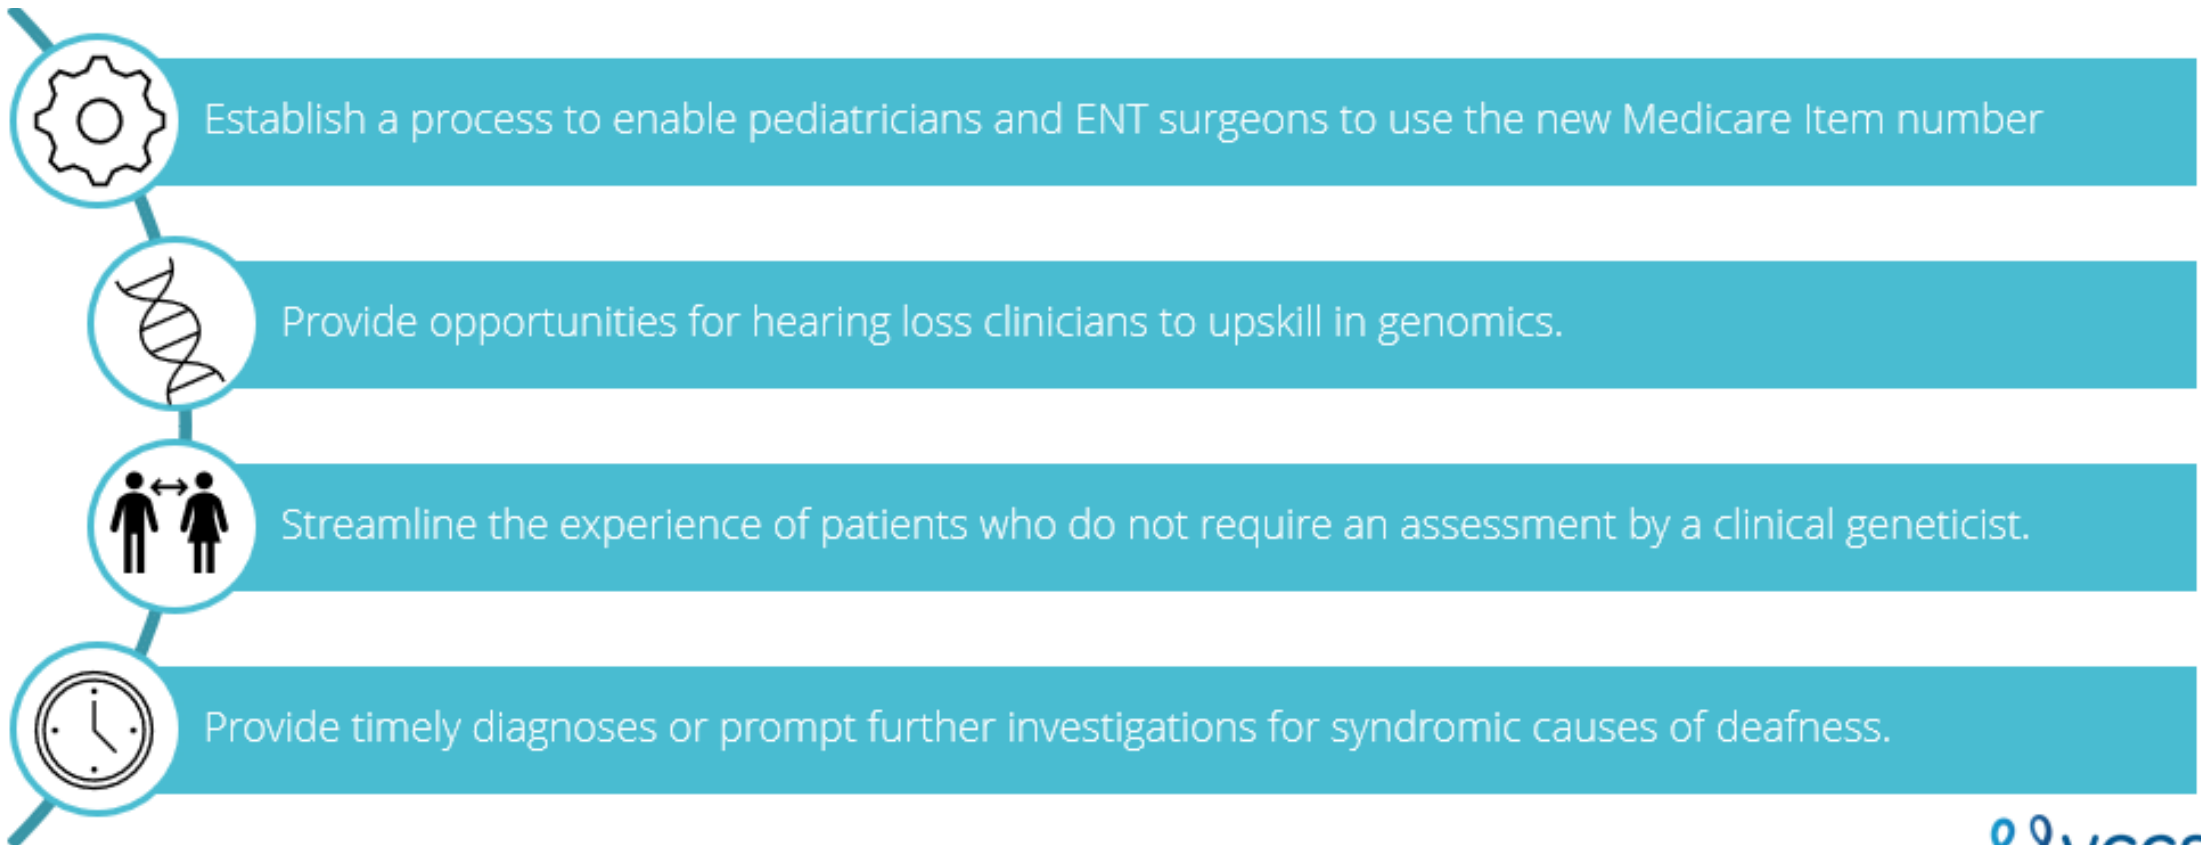 Establish a process to enable pediatricians and ENT surgeons to use the new Medicare Item number
Provide opportunities for hearing loss clinicians to upskill in genomics.
Streamline the experience of patients who do not require an assessment by a clinical geneticist.
Provide timely diagnoses or prompt further investigations for syndromic causes of deafness.